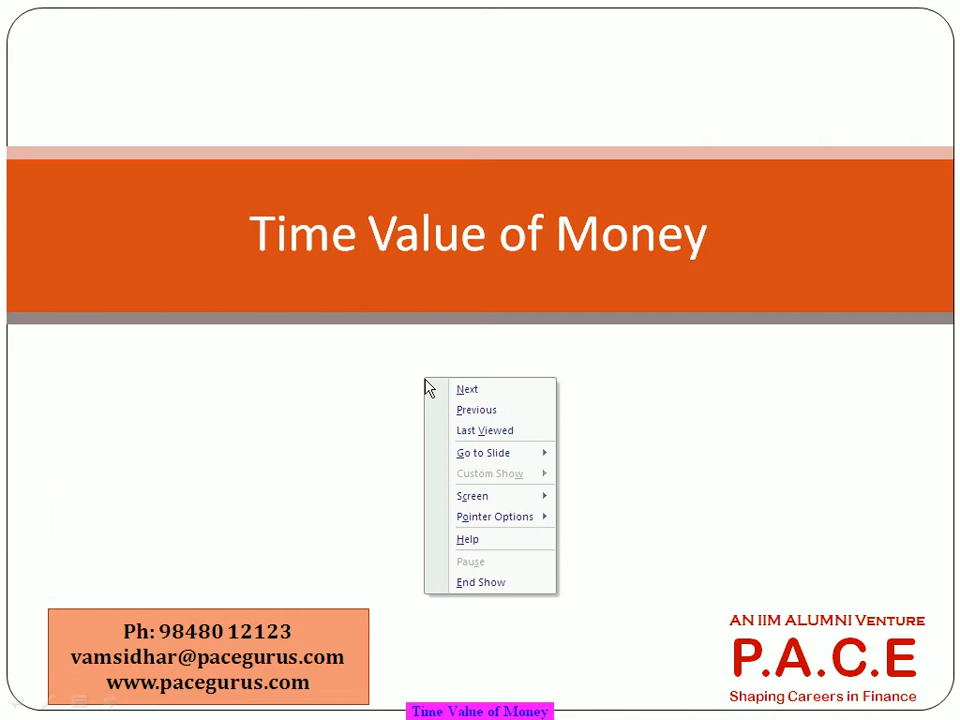 Time Value of Money
Next
Previous
Last Viewed
Go to Slide
Custom Show
Screen
Pointer Options
Help
Pause
End Show
Ph: 98480 12123
vamsidhar@pacegurus.com
www.pacegurus.com
AN IIM ALUMNI VENTURE
P.A.C.E
Shaping Careers in Finance
Time Value of Money